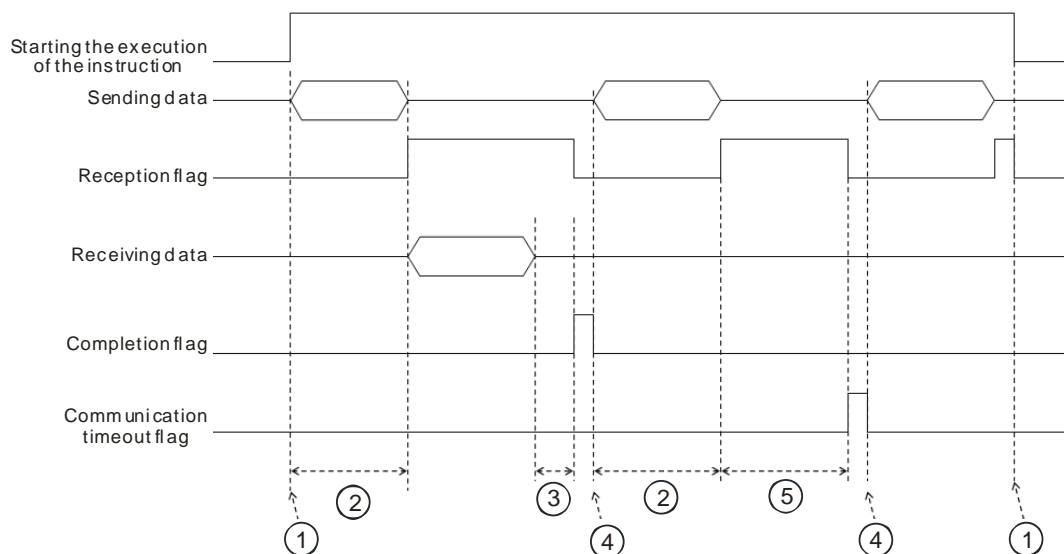 Starting the execution
of the instruction
Sending data
Reception flag
Receiving data
Completion flag
Communication
timeout flag
② ③ ② ⑤
① ④ ④ ①